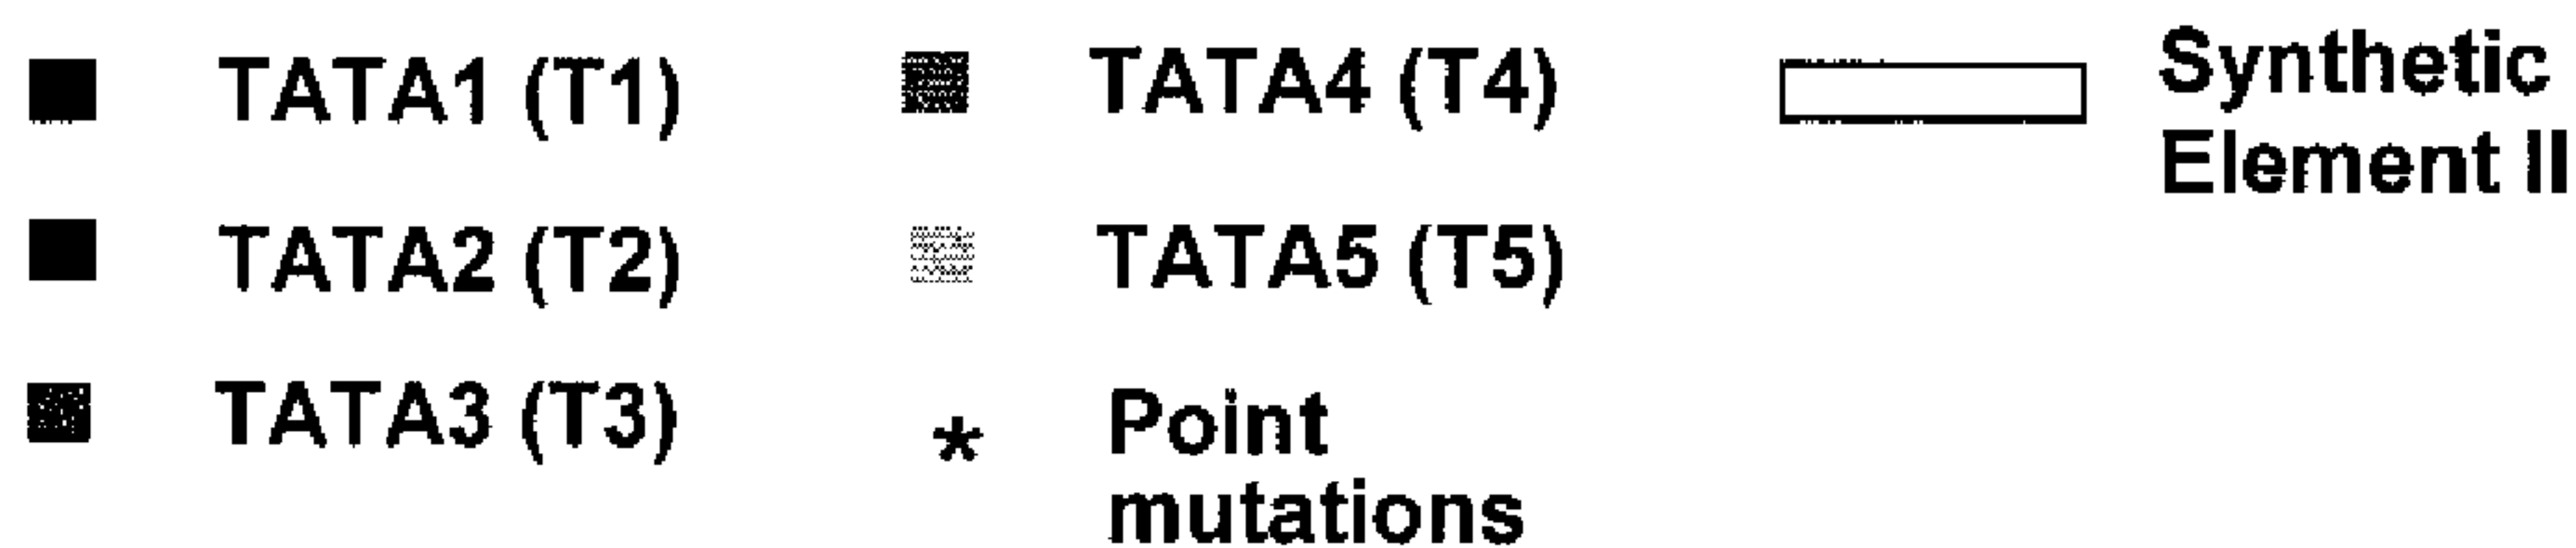 TATA1 (T1)
TATA2 (T2)
TATA3 (T3)
TATA4 (T4)
TATA5 (T5)
* Point
mutations
Synthetic
Element II